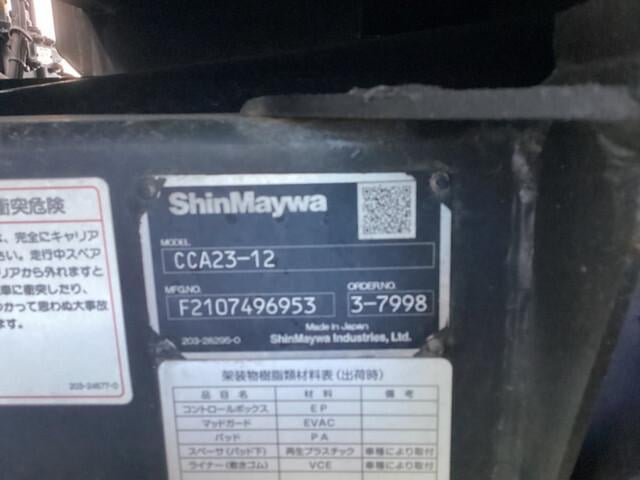 衝突危険
、完全にキャリア
さい。走行中スペア
リアから外れますと
車に衝突したり、
つかって思わぬ大事故
203-24677-0
ShinMaywa
MODEL
CCA23-12
MFG.NO. ORDER NO.
F2107496953 3-7998
Made in Japan
203-28295-0 ShinMaywa Industries, Ltd.
架装物樹脂類材料表(出荷時)
品名 材料 備考
コントロールボックス EP
マッドガード EVAC
パッド PA
スペーサ(パッド下) 再生プラスチック 車種により取付
ライナー(敷きゴム) VCE 車種により取付